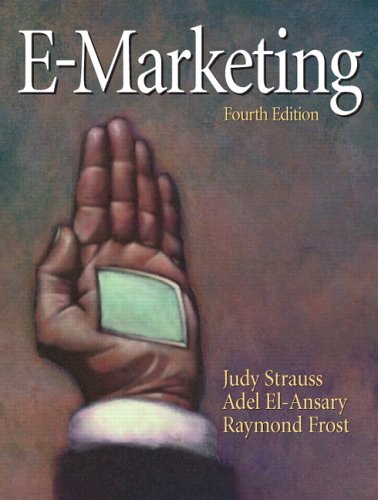 E-Marketing
Fourth Edition
Judy Strauss
Adel El-Ansary
Raymond Frost